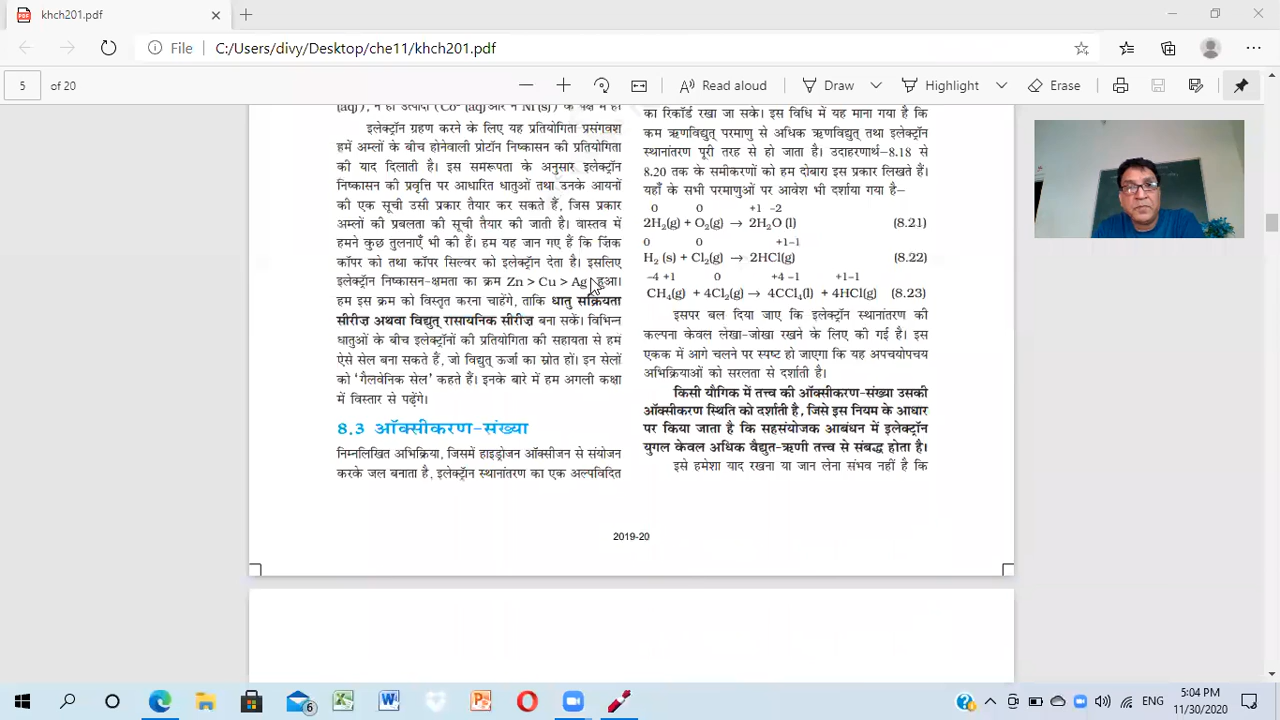 khch201.pdf
File C:/Users/divy/Desktop/che11/khch201.pdf
5 of 20 Read aloud Draw Highlight Erase
इलेक्ट्रॉन ग्रहण करने के लिए यह प्रतियोगिता प्रसंगवश
हमें अम्लों के बीच होनेवाली प्रोटॉन निष्कासन की प्रतियोगिता
की याद दिलाती है। इस समरूपता के अनुसार इलेक्ट्रॉन
निष्कासन की प्रवृत्ति पर आधारित धातुओं तथा उनके आयनों
की एक सूची उसी प्रकार तैयार कर सकते हैं, जिस प्रकार
अम्लों की प्रबलता की सूची तैयार की जाती है। वास्तव में
हमने कुछ तुलनाएँ भी की हैं। हम यह जान गए हैं कि ज़िंक
कॉपर को तथा कॉपर सिल्वर को इलेक्ट्रॉन देता है। इसलिए
इलेक्ट्रॉन निष्कासन-क्षमता का क्रम Zn > Cu > Ag हुआ।
हम इस क्रम को विस्तृत करना चाहेंगे, ताकि धातु सक्रियता
सीरीज़ अथवा विद्युत् रासायनिक सीरीज़ बना सकें। विभिन्न
धातुओं के बीच इलेक्ट्रॉनों की प्रतियोगिता की सहायता से हम
ऐसे सेल बना सकते हैं, जो विद्युत् ऊर्जा का स्रोत हों। इन सेलों
को ‘गैलवेनिक सेल’ कहते हैं। इनके बारे में हम अगली कक्षा
में विस्तार से पढ़ेंगे।
8.3 ऑक्सीकरण-संख्या
निम्नलिखित अभिक्रिया, जिसमें हाइड्रोजन ऑक्सीजन से संयोजन
करके जल बनाता है, इलेक्ट्रॉन स्थानांतरण का एक अल्पविदित
का रिकॉर्ड रखा जा सके। इस विधि में यह माना गया है कि
कम ऋणविद्युत् परमाणु से अधिक ऋणविद्युत् तथा इलेक्ट्रॉन
स्थानांतरण पूरी तरह से हो जाता है। उदाहरणार्थ–8.18 से
8.20 तक के समीकरणों को हम दोबारा इस प्रकार लिखते हैं।
यहाँ के सभी परमाणुओं पर आवेश भी दर्शाया गया है–
0 0 +1 –2
2H₂(g) + O₂(g) → 2H₂O (l) (8.21)
0 0 +1–1
H₂ (s) + Cl₂(g) → 2HCl(g) (8.22)
–4 +1 0 +4 –1 +1–1
CH₄(g) + 4Cl₂(g) → 4CCl₄(l) + 4HCl(g) (8.23)
इसपर बल दिया जाए कि इलेक्ट्रॉन स्थानांतरण की
कल्पना केवल लेखा-जोखा रखने के लिए की गई है। इस
एकक में आगे चलने पर स्पष्ट हो जाएगा कि यह अपचयोपचय
अभिक्रियाओं को सरलता से दर्शाती है।
किसी यौगिक में तत्त्व की ऑक्सीकरण-संख्या उसकी
ऑक्सीकरण स्थिति को दर्शाती है, जिसे इस नियम के आधार
पर किया जाता है कि सहसंयोजक आबंधन में इलेक्ट्रॉन
युगल केवल अधिक वैद्युत-ऋणी तत्त्व से संबद्ध होता है।
इसे हमेशा याद रखना या जान लेना संभव नहीं है कि
2019-20
6
ENG
5:04 PM
11/30/2020